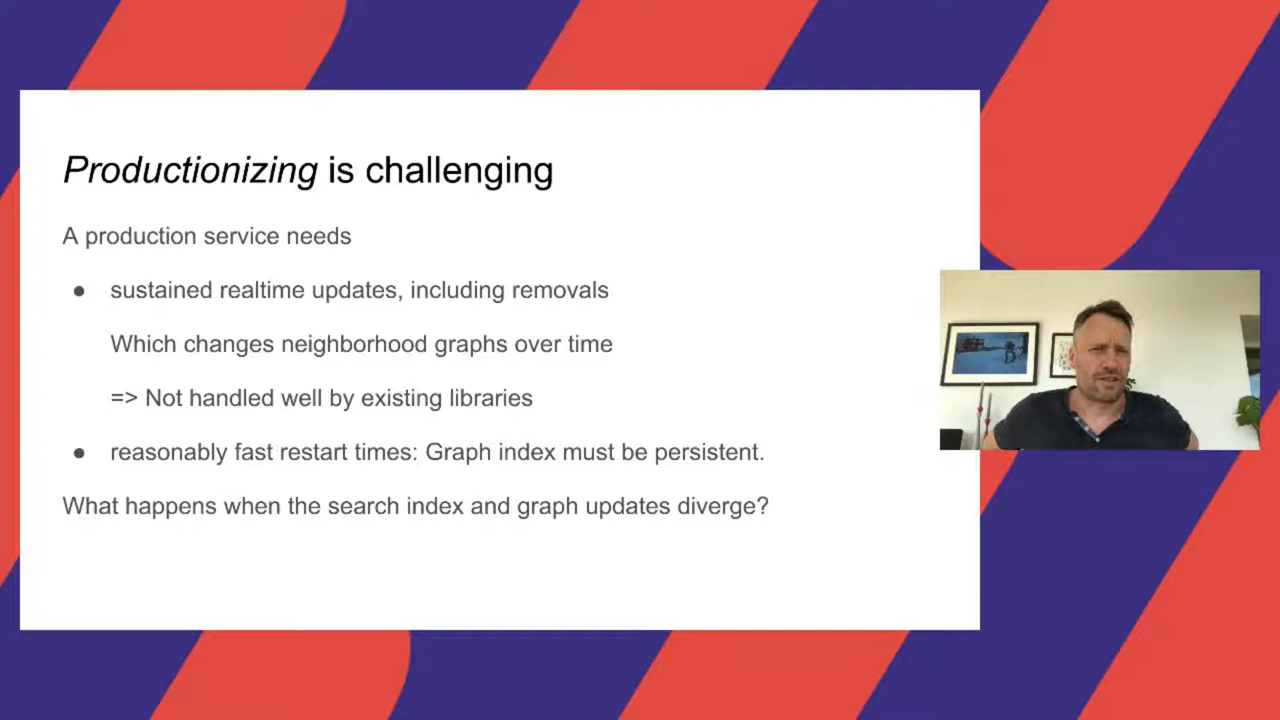 Productionizing is challenging
A production service needs
● sustained realtime updates, including removals
Which changes neighborhood graphs over time
=> Not handled well by existing libraries
● reasonably fast restart times: Graph index must be persistent.
What happens when the search index and graph updates diverge?